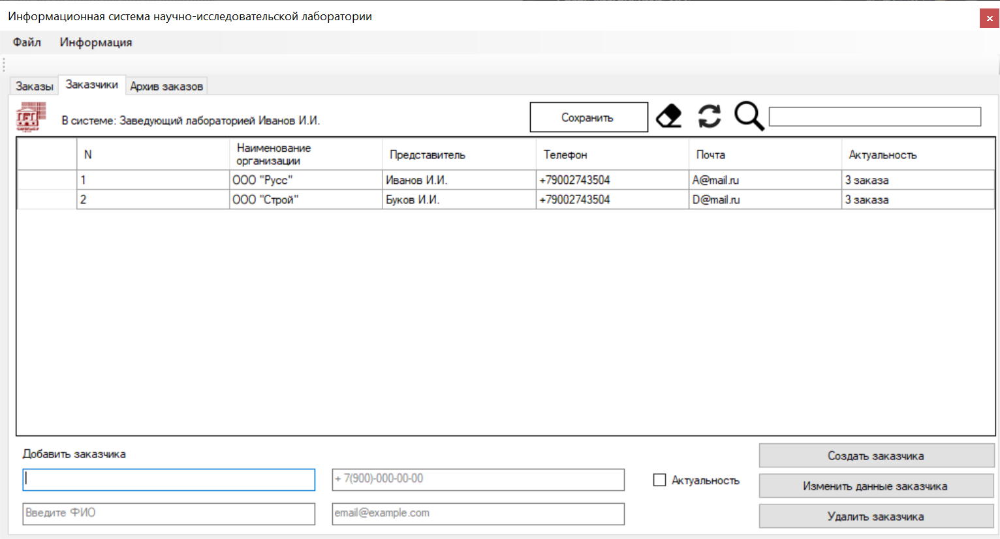 Информационная система научно-исследовательской лаборатории
x
Файл Информация
Заказы Заказчики Архив заказов
В системе: Заведующий лабораторией Иванов И.И. Сохранить
N Наименование организации Представитель Телефон Почта Актуальность
1 ООО "Русс" Иванов И.И. +79002743504 A@mail.ru 3 заказа
2 ООО "Строй" Буков И.И. +79002743504 D@mail.ru 3 заказа
Добавить заказчика
Создать заказчика
+ 7(900)-000-00-00 Актуальность
Изменить данные заказчика
Введите ФИО email@example.com
Удалить заказчика